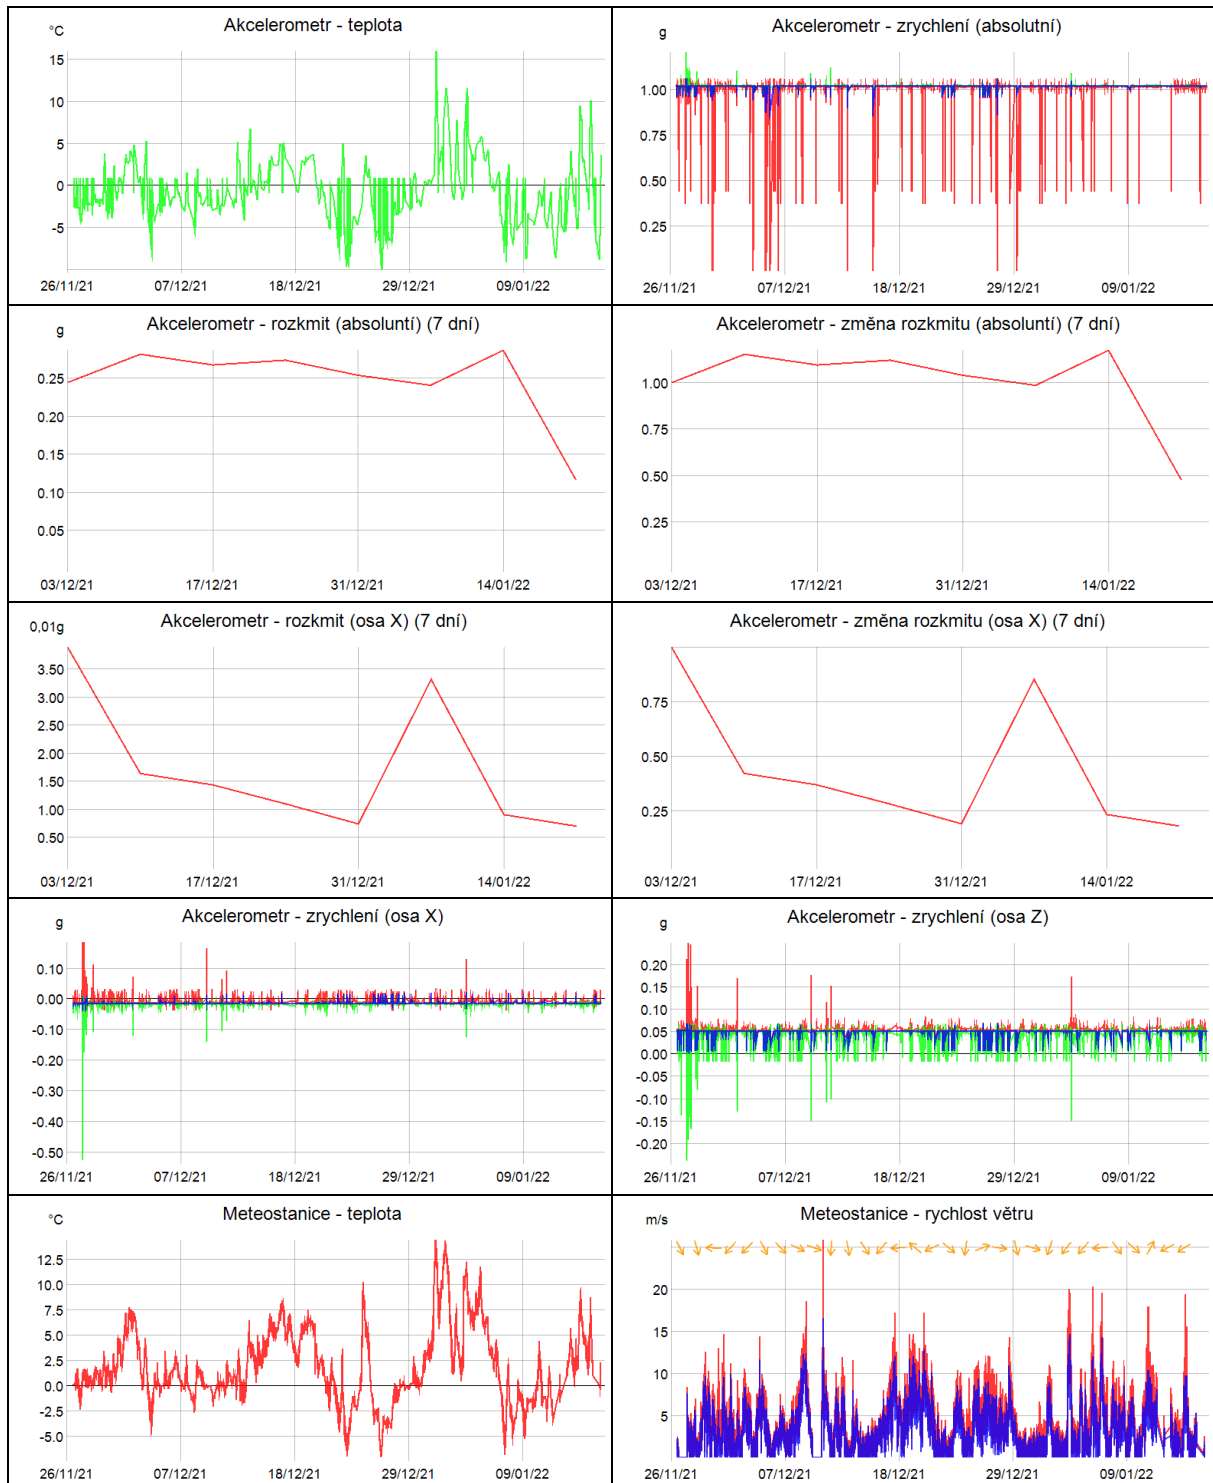 Akcelerometr - teplota
°C
15
10
5
0
-5
26/11/21 07/12/21 18/12/21 29/12/21 09/01/22
Akcelerometr - zrychlení (absolutní)
g
1.00
0.75
0.50
0.25
26/11/21 07/12/21 18/12/21 29/12/21 09/01/22
Akcelerometr - rozkmit (absoluntí) (7 dní)
g
0.25
0.20
0.15
0.10
0.05
03/12/21 17/12/21 31/12/21 14/01/22
Akcelerometr - změna rozkmitu (absoluntí) (7 dní)
1.00
0.75
0.50
0.25
03/12/21 17/12/21 31/12/21 14/01/22
Akcelerometr - rozkmit (osa X) (7 dní)
0,01g
3.50
3.00
2.50
2.00
1.50
1.00
0.50
03/12/21 17/12/21 31/12/21 14/01/22
Akcelerometr - změna rozkmitu (osa X) (7 dní)
0.75
0.50
0.25
03/12/21 17/12/21 31/12/21 14/01/22
Akcelerometr - zrychlení (osa X)
g
0.10
0.00
-0.10
-0.20
-0.30
-0.40
-0.50
26/11/21 07/12/21 18/12/21 29/12/21 09/01/22
Akcelerometr - zrychlení (osa Z)
g
0.20
0.15
0.10
0.05
0.00
-0.05
-0.10
-0.15
-0.20
26/11/21 07/12/21 18/12/21 29/12/21 09/01/22
Meteostanice - teplota
°C
12.5
10.0
7.5
5.0
2.5
0.0
-2.5
-5.0
26/11/21 07/12/21 18/12/21 29/12/21 09/01/22
Meteostanice - rychlost větru
m/s
20
15
10
5
26/11/21 07/12/21 18/12/21 29/12/21 09/01/22